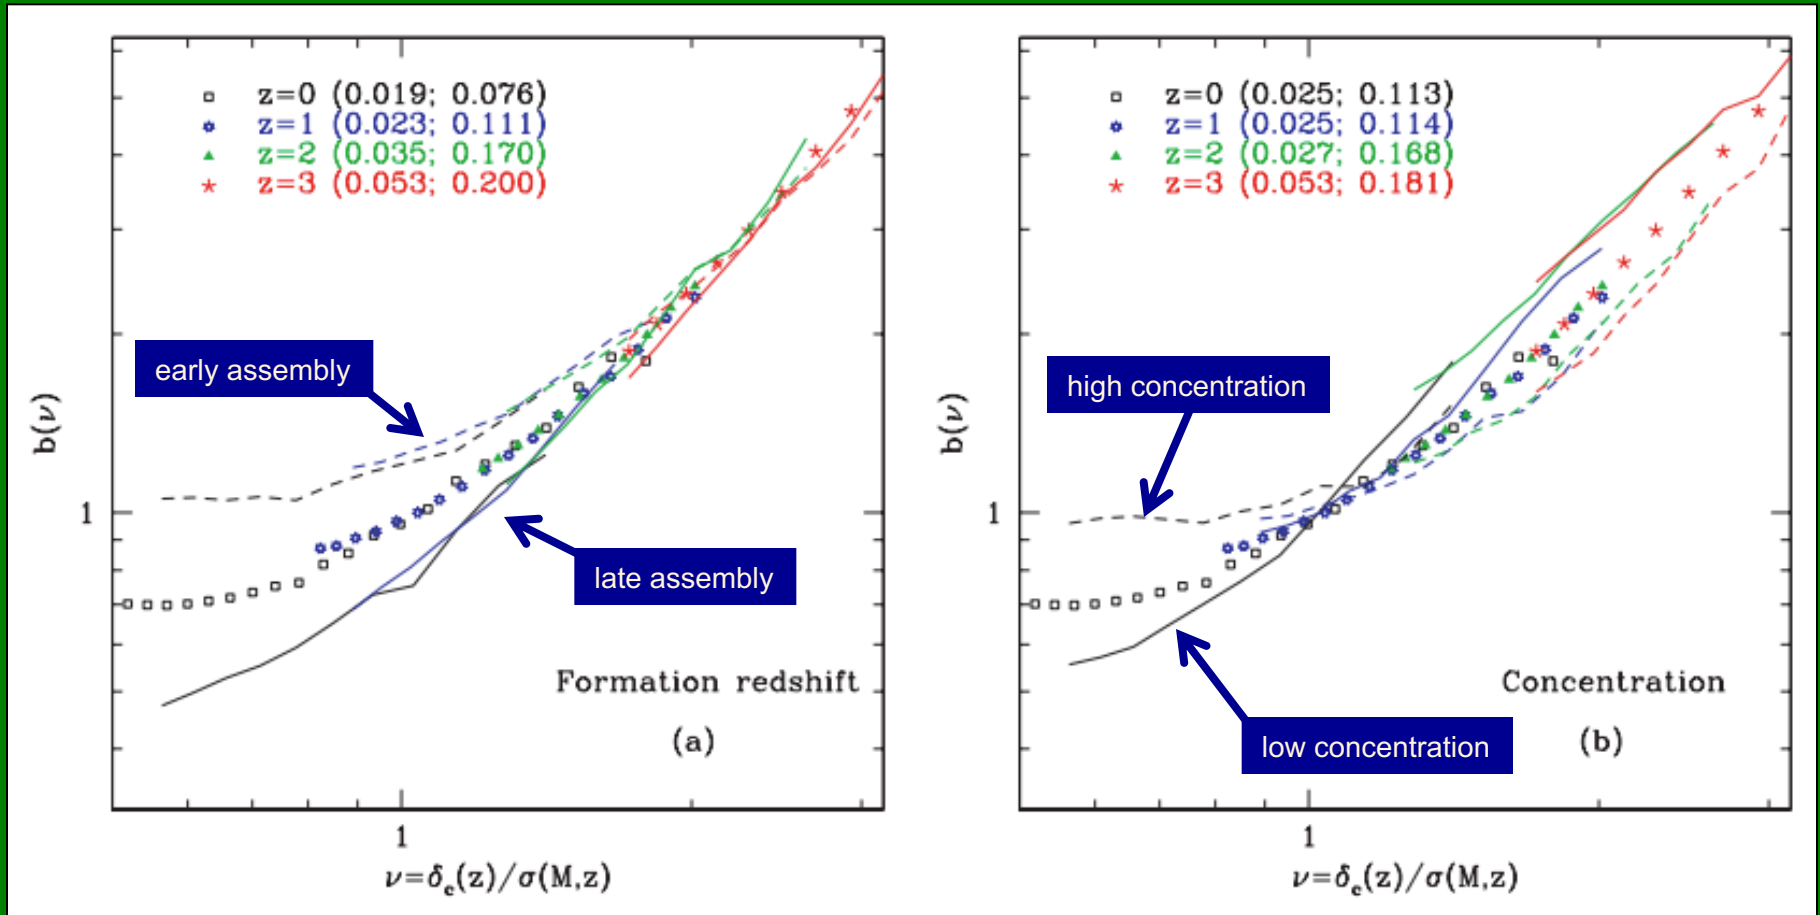 z=0 (0.019; 0.076)
z=1 (0.023; 0.111)
z=2 (0.035; 0.170)
z=3 (0.053; 0.200)
early assembly
late assembly
b(ν)
1
Formation redshift
(a)
1
ν=δc(z)/σ(M,z)
z=0 (0.025; 0.113)
z=1 (0.025; 0.114)
z=2 (0.027; 0.168)
z=3 (0.053; 0.181)
high concentration
b(ν)
1
Concentration
low concentration
(b)
1
ν=δc(z)/σ(M,z)